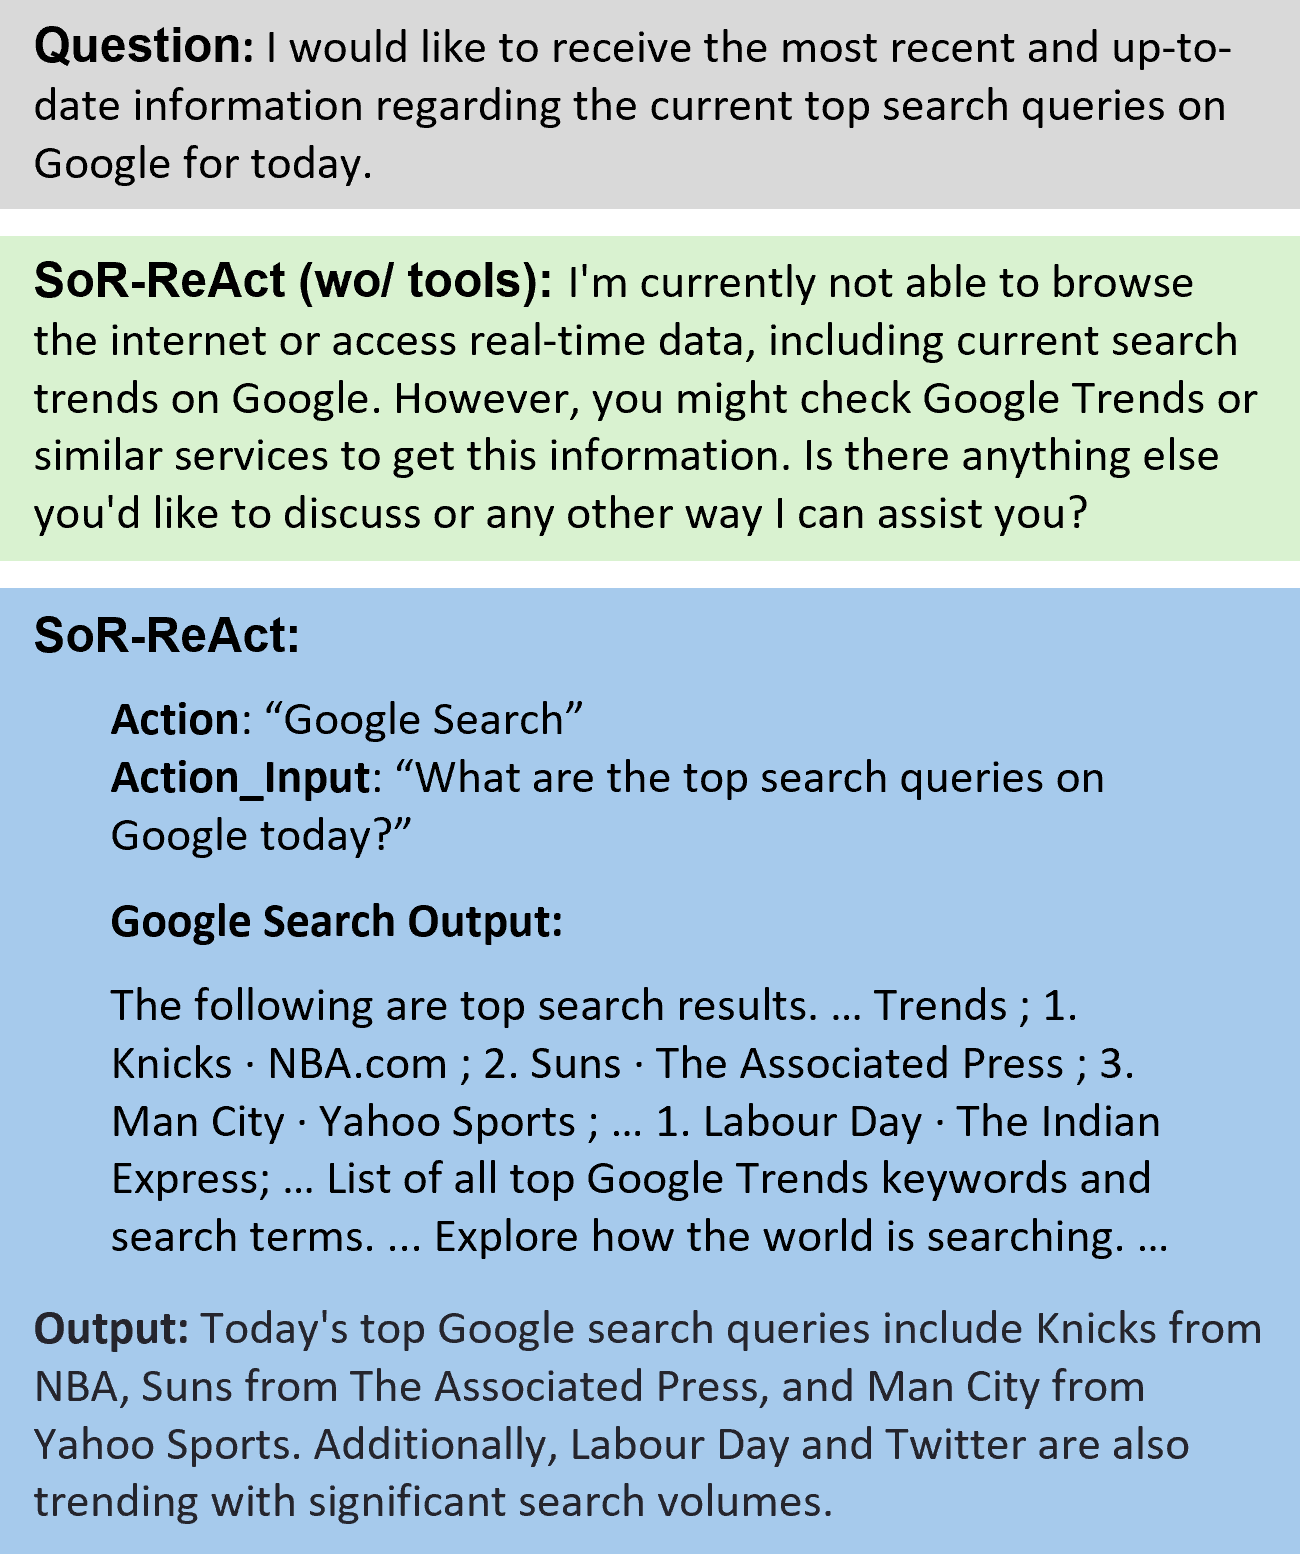 Question: I would like to receive the most recent and up-to-
date information regarding the current top search queries on
Google for today.
SoR-ReAct (wo/ tools): I'm currently not able to browse
the internet or access real-time data, including current search
trends on Google. However, you might check Google Trends or
similar services to get this information. Is there anything else
you'd like to discuss or any other way I can assist you?
SoR-ReAct:
Action: “Google Search”
Action_Input: “What are the top search queries on
Google today?”
Google Search Output:
The following are top search results. ... Trends ; 1.
Knicks · NBA.com ; 2. Suns · The Associated Press ; 3.
Man City · Yahoo Sports ; ... 1. Labour Day · The Indian
Express; ... List of all top Google Trends keywords and
search terms. ... Explore how the world is searching. ...
Output: Today's top Google search queries include Knicks from
NBA, Suns from The Associated Press, and Man City from
Yahoo Sports. Additionally, Labour Day and Twitter are also
trending with significant search volumes.